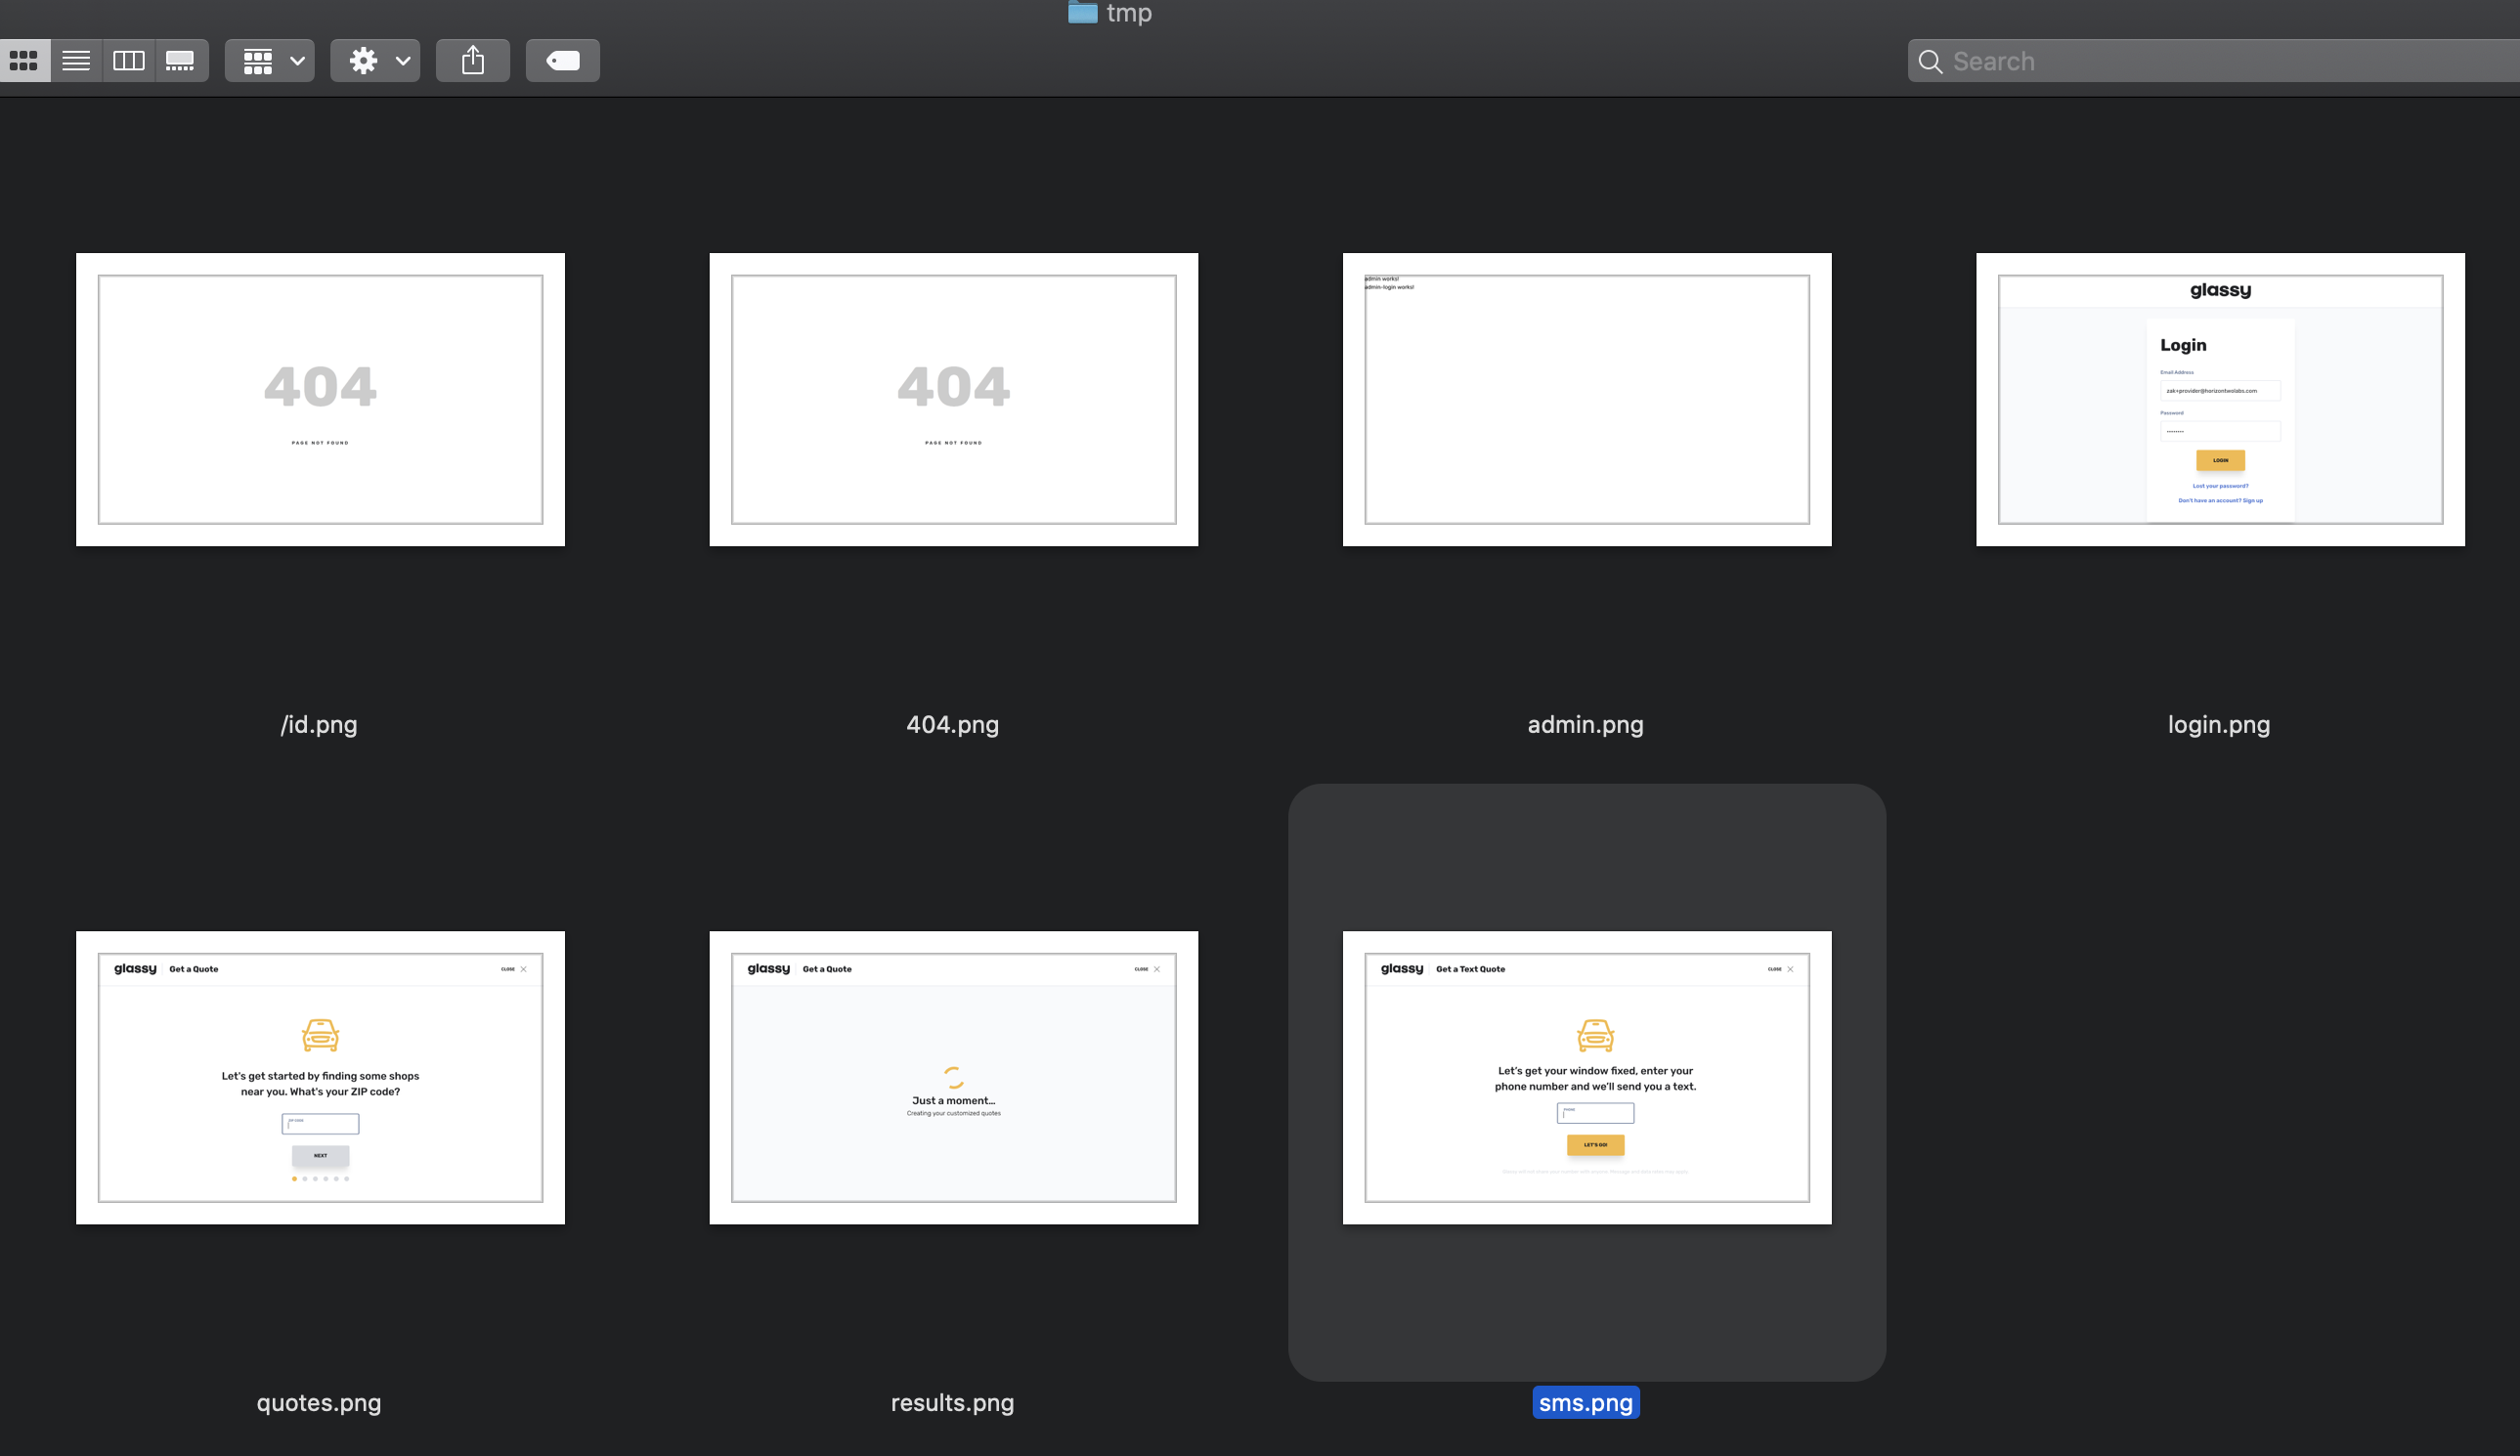 tmp
Search
404
PAGE NOT FOUND
/id.png
404
PAGE NOT FOUND
404.png
admin works!
admin-login works!
admin.png
glassy
Login
Email Address
zak+provider@horizontwolabs.com
Password
LOGIN
Lost your password?
Don't have an account? Sign up
login.png
glassy Get a Quote CLOSE
Let's get started by finding some shops
near you. What's your ZIP code?
ZIP CODE
NEXT
quotes.png
glassy Get a Quote CLOSE
Just a moment...
Creating your customized quotes
results.png
glassy Get a Text Quote CLOSE
Let's get your window fixed, enter your
phone number and we'll send you a text.
PHONE
LET'S GO!
sms.png